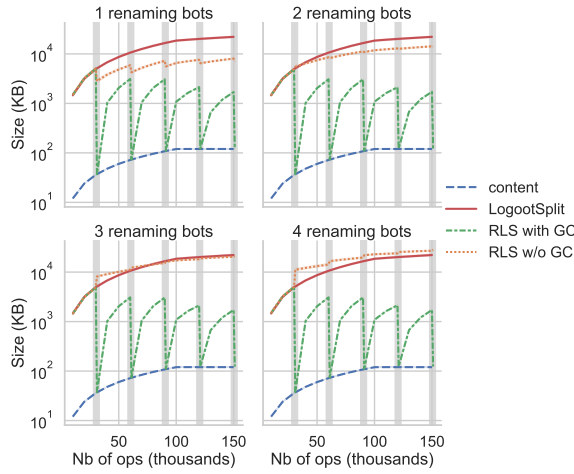 1 renaming bots
2 renaming bots
Size (KB)
10^4
10^3
10^2
10^1
3 renaming bots
4 renaming bots
content
LogootSplit
RLS with GC
RLS w/o GC
Size (KB)
10^4
10^3
10^2
10^1
50 100 150
50 100 150
Nb of ops (thousands)
Nb of ops (thousands)